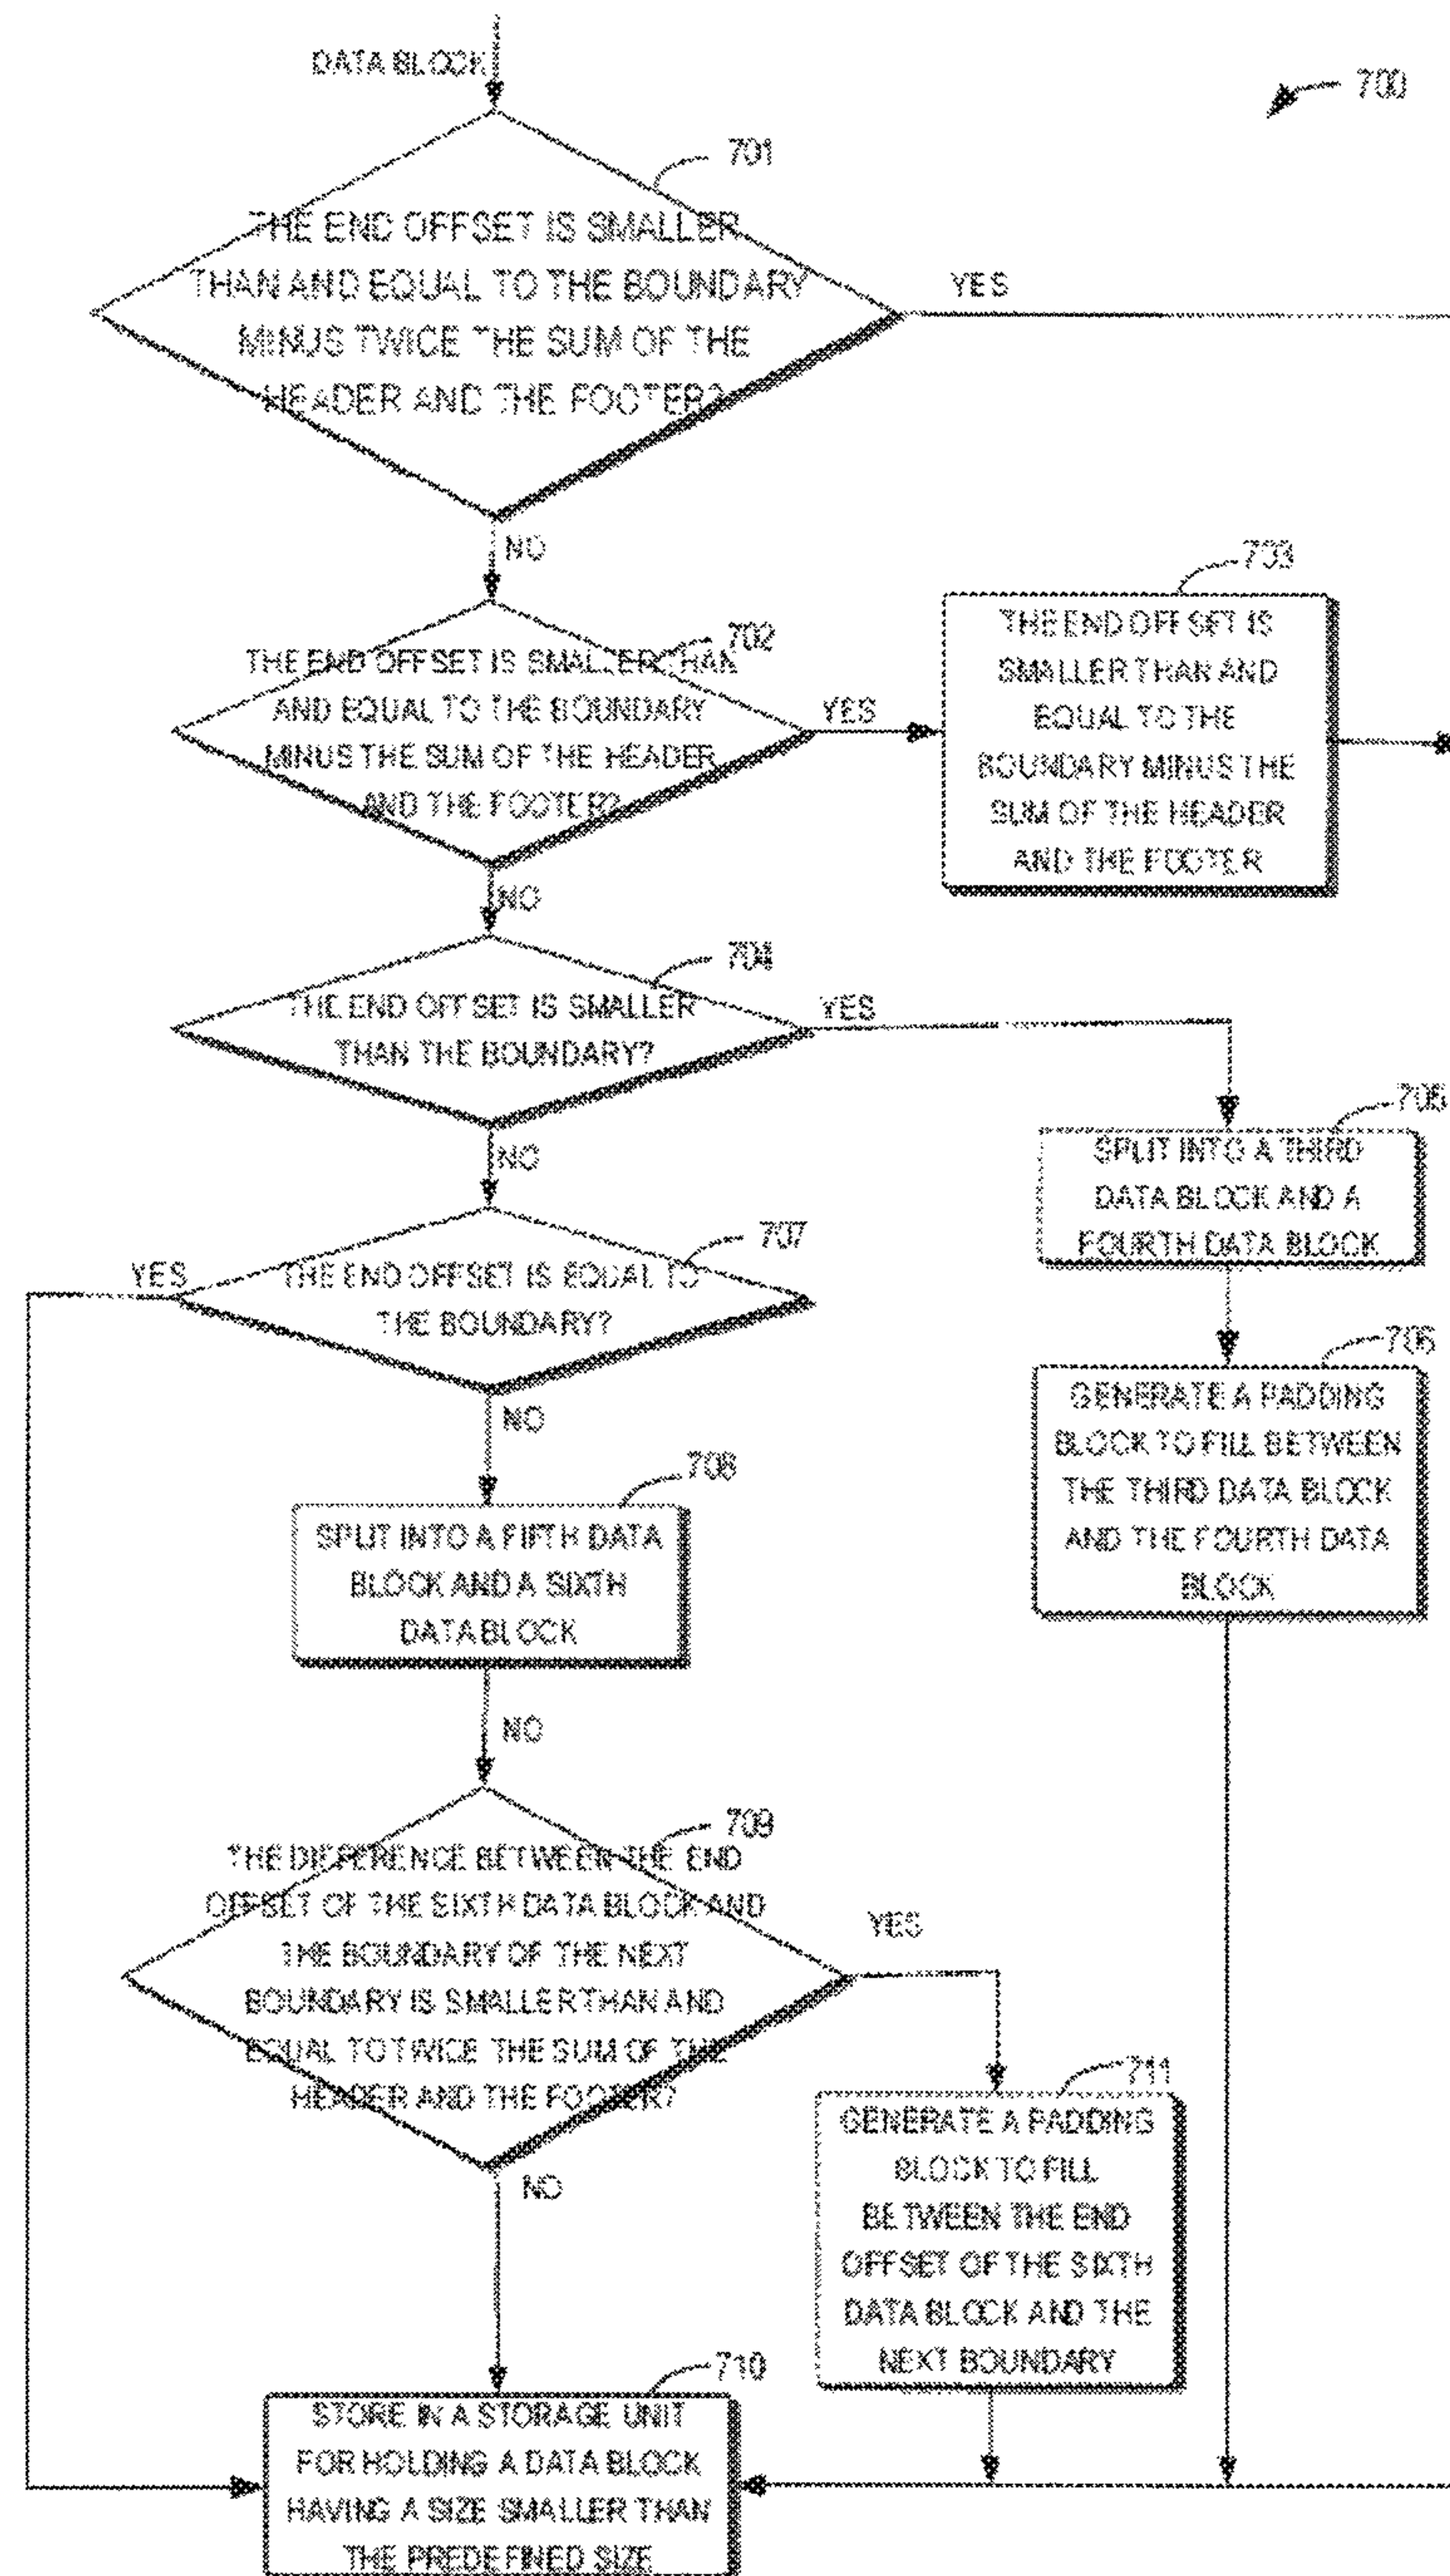 DATA BLOCK
700
701
THE END OFFSET IS SMALLER
THAN AND EQUAL TO THE BOUNDARY
MINUS TWICE THE SUM OF THE
HEADER AND THE FOOTER?
YES
NO
702
THE END OFFSET IS SMALLER THAN
AND EQUAL TO THE BOUNDARY
MINUS THE SUM OF THE HEADER
AND THE FOOTER?
YES
703
THE END OFFSET IS
SMALLER THAN AND
EQUAL TO THE
BOUNDARY MINUS THE
SUM OF THE HEADER
AND THE FOOTER
NO
704
THE END OFFSET IS SMALLER
THAN THE BOUNDARY?
YES
705
SPLIT INTO A THIRD
DATA BLOCK AND A
FOURTH DATA BLOCK
NO
706
GENERATE A PADDING
BLOCK TO FILL BETWEEN
THE THIRD DATA BLOCK
AND THE FOURTH DATA
BLOCK
707
YES
THE END OFFSET IS EQUAL TO
THE BOUNDARY?
NO
708
SPLIT INTO A FIFTH DATA
BLOCK AND A SIXTH
DATA BLOCK
NO
709
THE DIFFERENCE BETWEEN THE END
OFFSET OF THE SIXTH DATA BLOCK AND
THE BOUNDARY OF THE NEXT
BOUNDARY IS SMALLER THAN AND
EQUAL TO TWICE THE SUM OF THE
HEADER AND THE FOOTER?
YES
711
GENERATE A PADDING
BLOCK TO FILL
BETWEEN THE END
OFFSET OF THE SIXTH
DATA BLOCK AND THE
NEXT BOUNDARY
NO
710
STORE IN A STORAGE UNIT
FOR HOLDING A DATA BLOCK
HAVING A SIZE SMALLER THAN
THE PREDEFINED SIZE